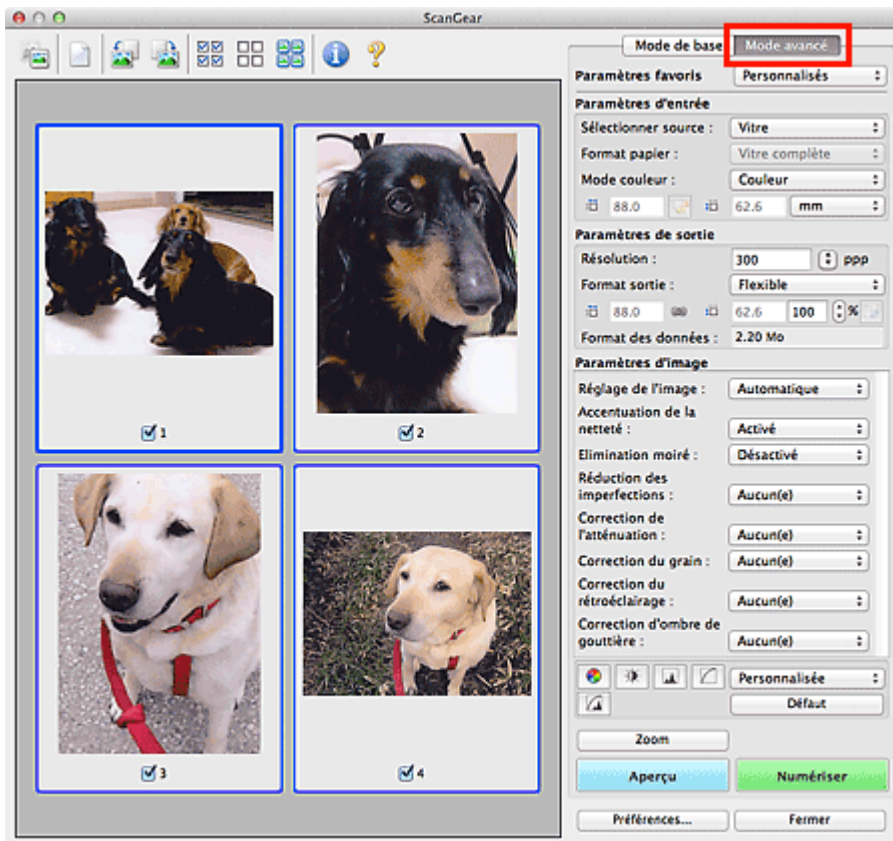 ScanGear
Mode de base Mode avancé
Paramètres favoris Personnalisés
Paramètres d'entrée
Sélectionner source : Vitre
Format papier : Vitre complète
Mode couleur : Couleur
88.0 62.6 mm
Paramètres de sortie
Résolution : 300 ppp
Format sortie : Flexible
88.0 62.6 100 %
Format des données : 2.20 Mo
Paramètres d'image
Réglage de l'image : Automatique
Accentuation de la
netteté : Activé
Elimination moiré : Désactivé
Réduction des
imperfections : Aucun(e)
Correction de
l'atténuation : Aucun(e)
Correction du grain : Aucun(e)
Correction du
rétroéclairage : Aucun(e)
Correction d'ombre de
gouttière : Aucun(e)
Personnalisée
Défaut
Zoom
Aperçu Numériser
Préférences... Fermer
1
2
3
4